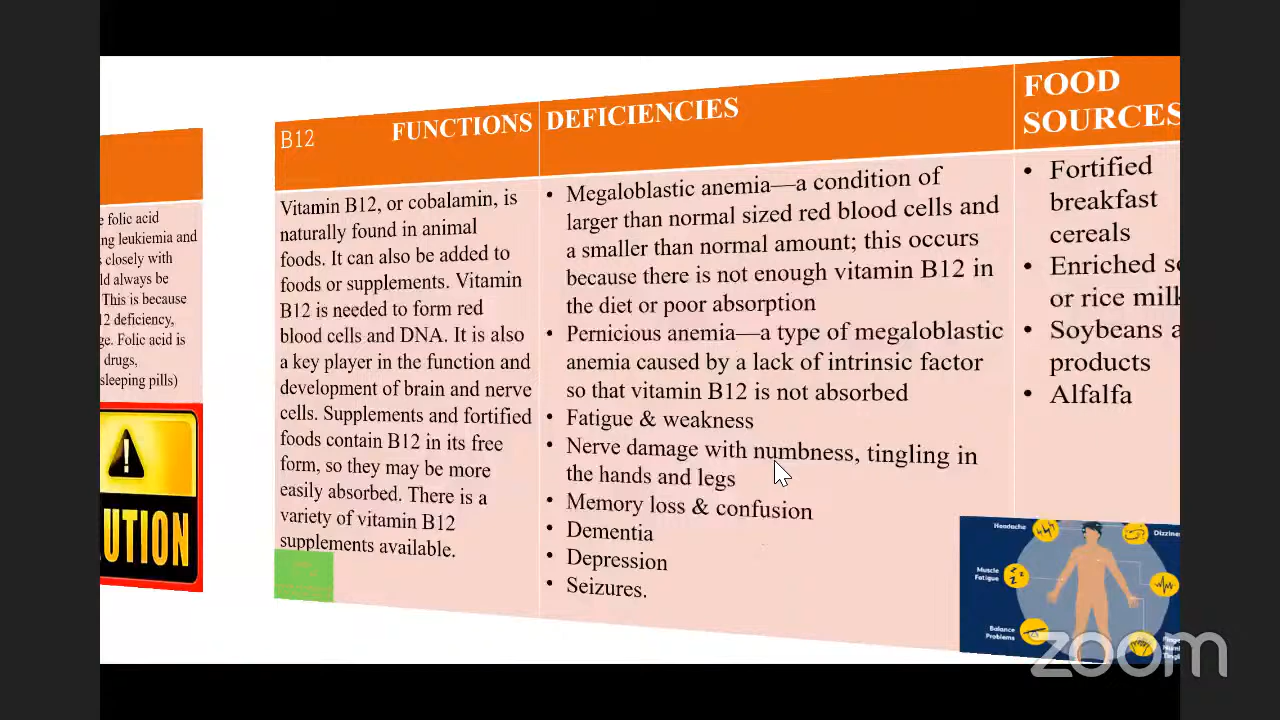 e folic acid
ng leukemia and
s closely with
ld always be
This is because
12 deficiency,
ge. Folic acid is
drugs,
sleeping pills)
UTION
B12
FUNCTIONS
Vitamin B12, or cobalamin, is
naturally found in animal
foods. It can also be added to
foods or supplements. Vitamin
B12 is needed to form red
blood cells and DNA. It is also
a key player in the function and
development of brain and nerve
cells. Supplements and fortified
foods contain B12 in its free
form, so they may be more
easily absorbed. There is a
variety of vitamin B12
supplements available.
DEFICIENCIES
• Megaloblastic anemia—a condition of
larger than normal sized red blood cells and
a smaller than normal amount; this occurs
because there is not enough vitamin B12 in
the diet or poor absorption
• Pernicious anemia—a type of megaloblastic
anemia caused by a lack of intrinsic factor
so that vitamin B12 is not absorbed
• Fatigue & weakness
• Nerve damage with numbness, tingling in
the hands and legs
• Memory loss & confusion
• Dementia
• Depression
• Seizures.
FOOD
SOURCES
• Fortified
breakfast
cereals
• Enriched so
or rice milk
• Soybeans a
products
• Alfalfa
Headache
Dizzine
Muscle
Fatigue
Balance
Problems
Finge
Num
Tingl
zoom